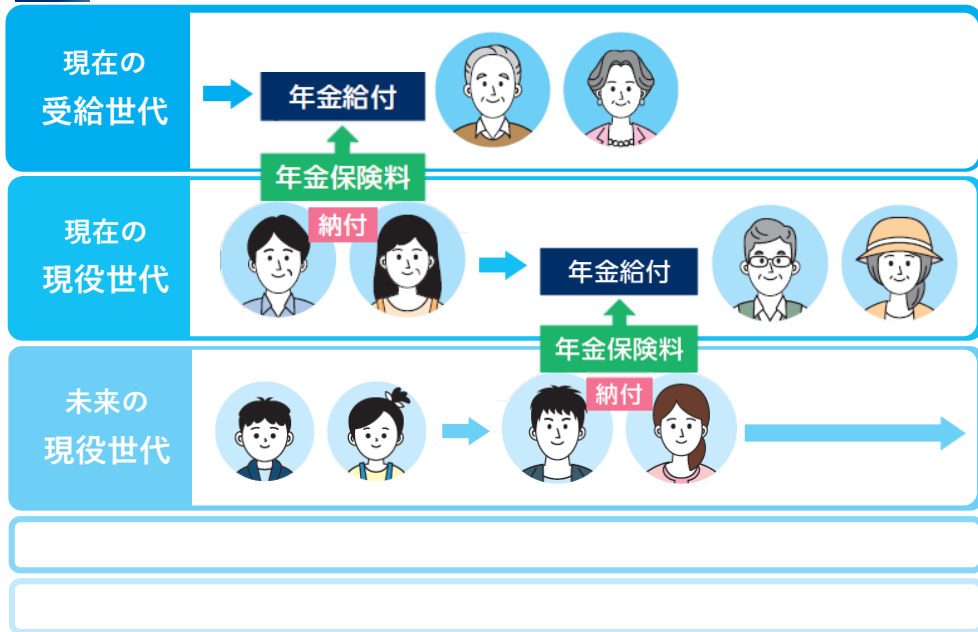 現在の
受給世代
年金給付
年金保険料
納付
現在の
現役世代
年金給付
年金保険料
納付
未来の
現役世代